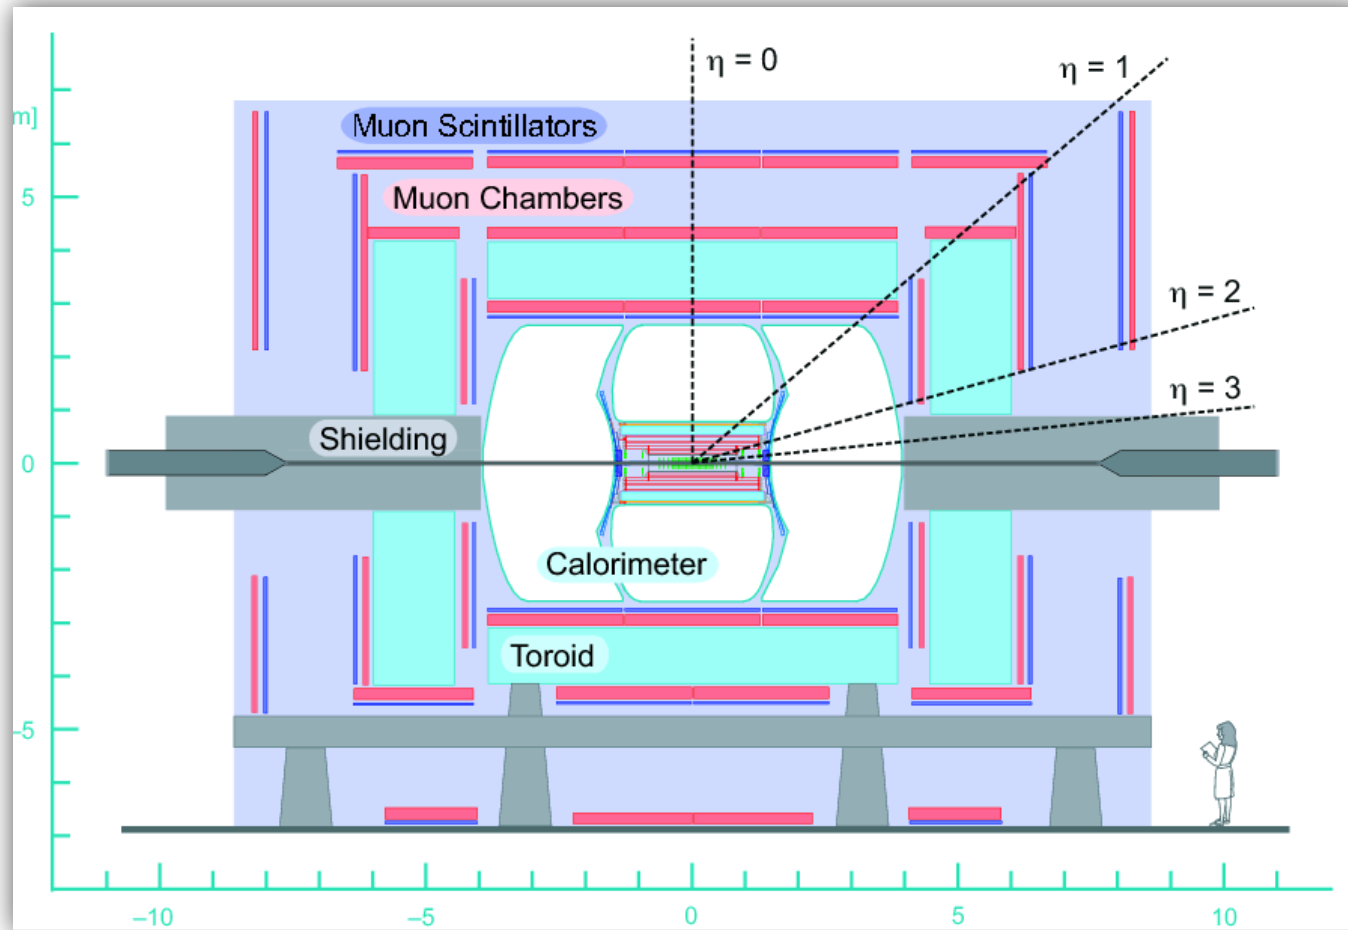 η = 0
η = 1
m]
Muon Scintillators
5
Muon Chambers
η = 2
η = 3
Shielding
0
Calorimeter
Toroid
–5
–10
–5
0
5
10